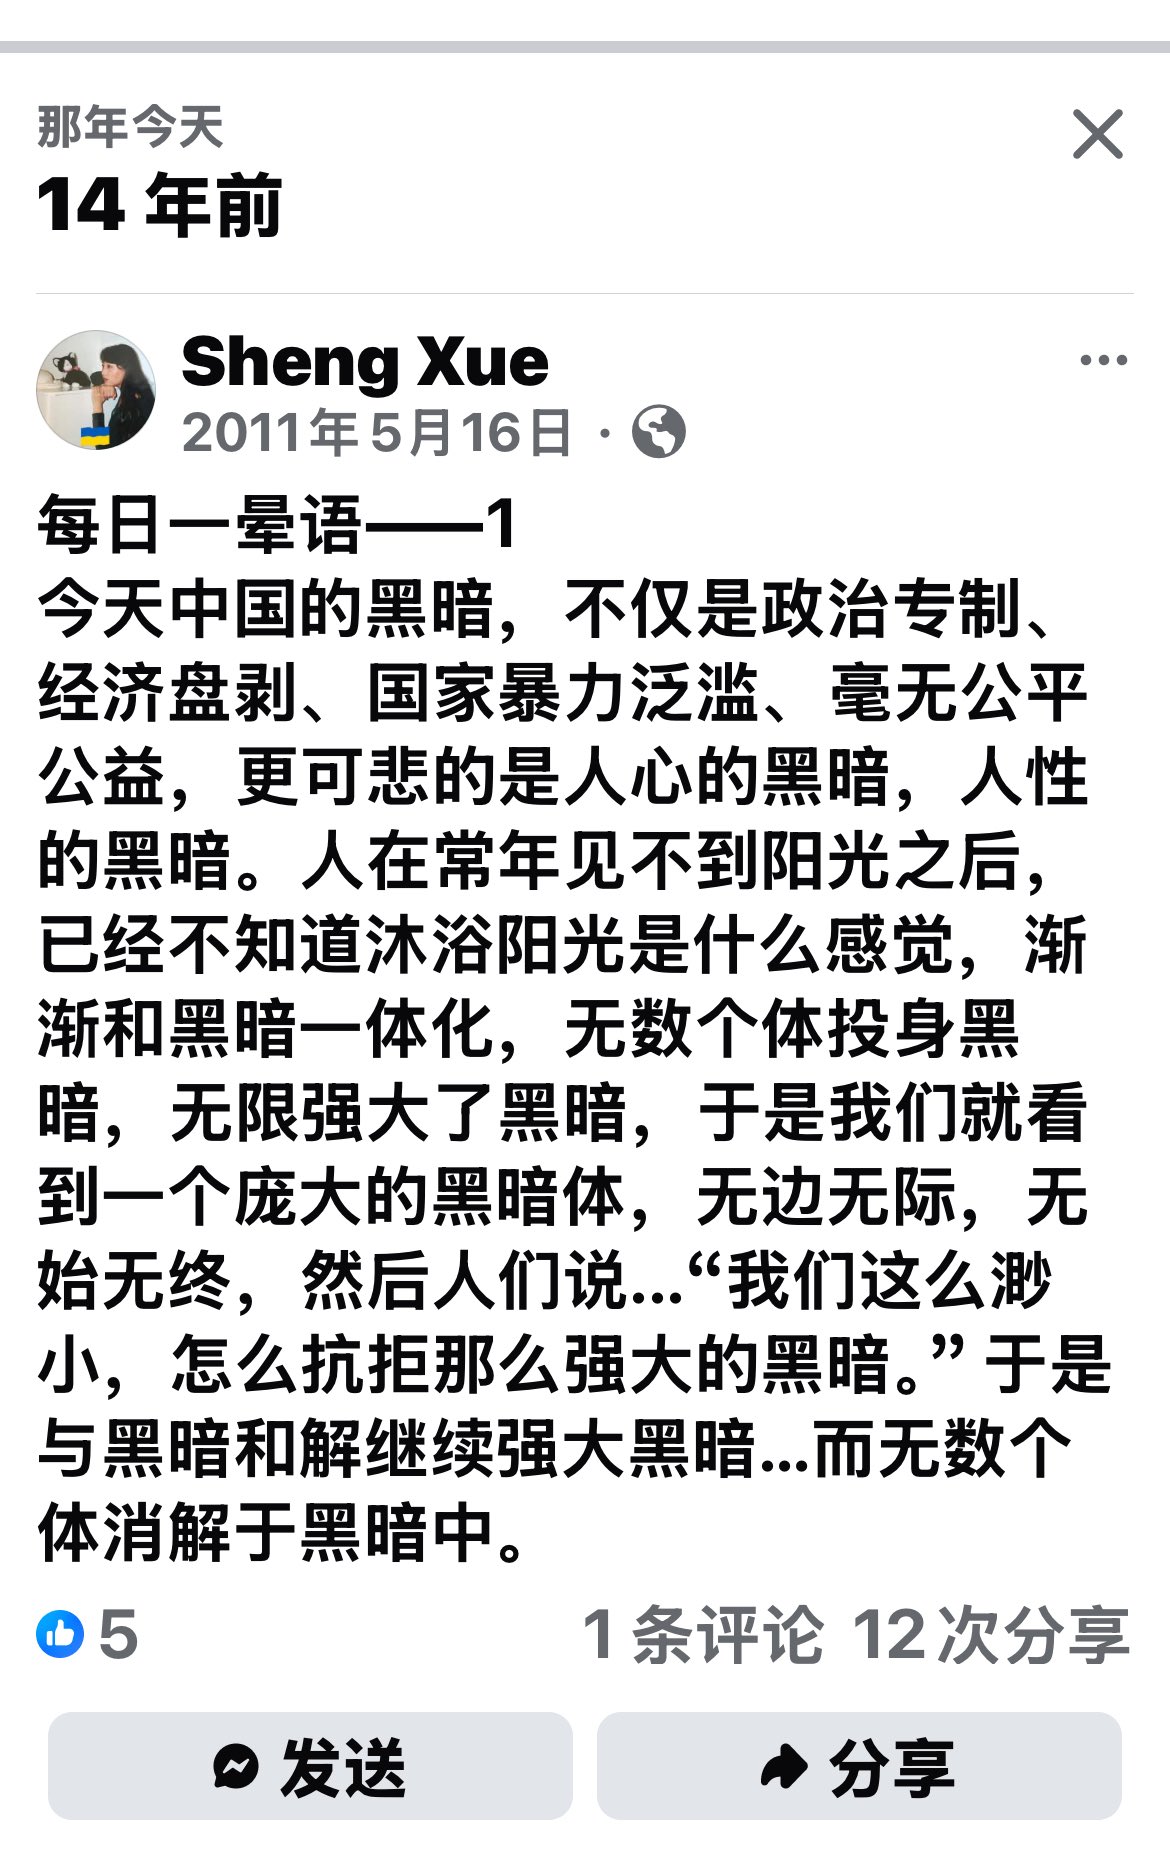 那年今天
14 年前
Sheng Xue
2011年5月16日 ·
每日一晕语——1
今天中国的黑暗，不仅是政治专制、
经济盘剥、国家暴力泛滥、毫无公平
公益，更可悲的是人心的黑暗，人性
的黑暗。人在常年见不到阳光之后，
已经不知道沐浴阳光是什么感觉，渐
渐和黑暗一体化，无数个体投身黑
暗，无限强大了黑暗，于是我们就看
到一个庞大的黑暗体，无边无际，无
始无终，然后人们说...“我们这么渺
小，怎么抗拒那么强大的黑暗。” 于是
与黑暗和解继续强大黑暗...而无数个
体消解于黑暗中。
5
1 条评论 12次分享
发送
分享